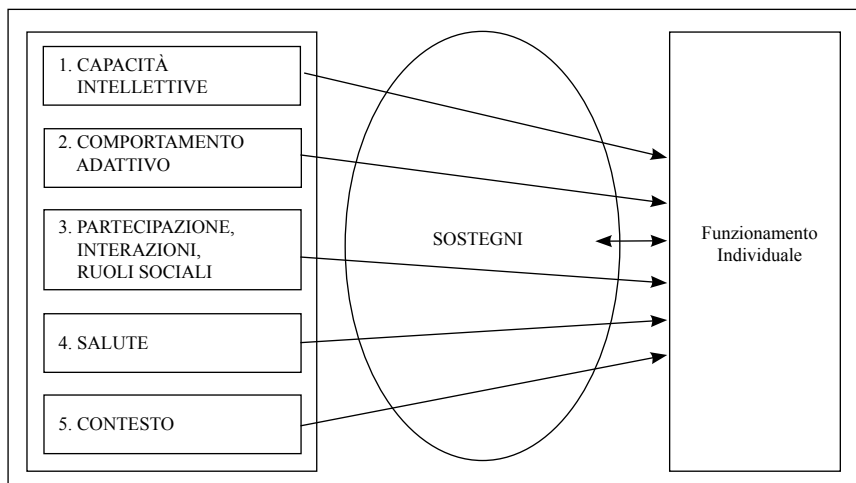 1. CAPACITÀ
INTELLETTIVE
2. COMPORTAMENTO
ADATTIVO
3. PARTECIPAZIONE,
INTERAZIONI,
RUOLI SOCIALI
4. SALUTE
5. CONTESTO
SOSTEGNI
Funzionamento
Individuale